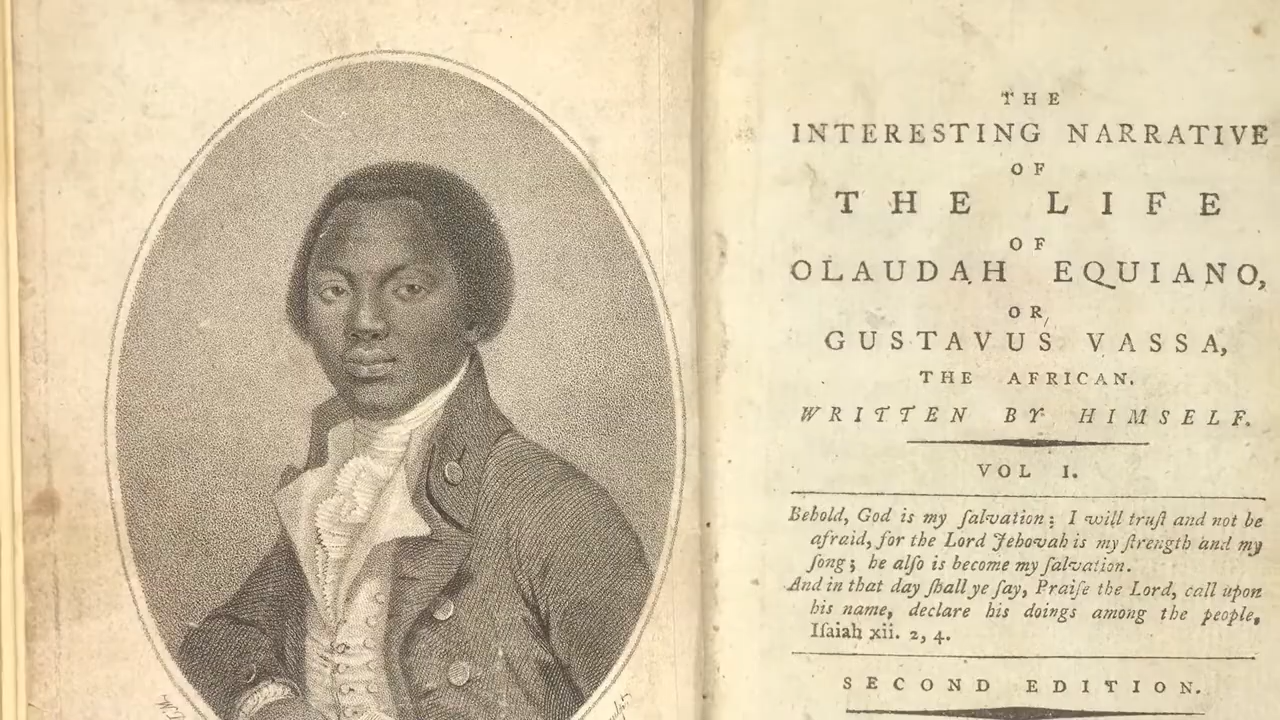 THE
INTERESTING NARRATIVE
OF
THE LIFE
OF
OLAUDAH EQUIANO,
OR,
GUSTAVUS VASSA,
THE AFRICAN.
WRITTEN BY HIMSELF.
VOL I.
Behold, God is my ſalvation; I will truſt and not be
afraid, for the Lord Jehovah is my ſtrength and my
ſong; he alſo is become my ſalvation.
And in that day ſhall ye ſay, Praiſe the Lord, call upon
his name, declare his doings among the people,
Iſaiah xii. 2, 4.
SECOND EDITION.